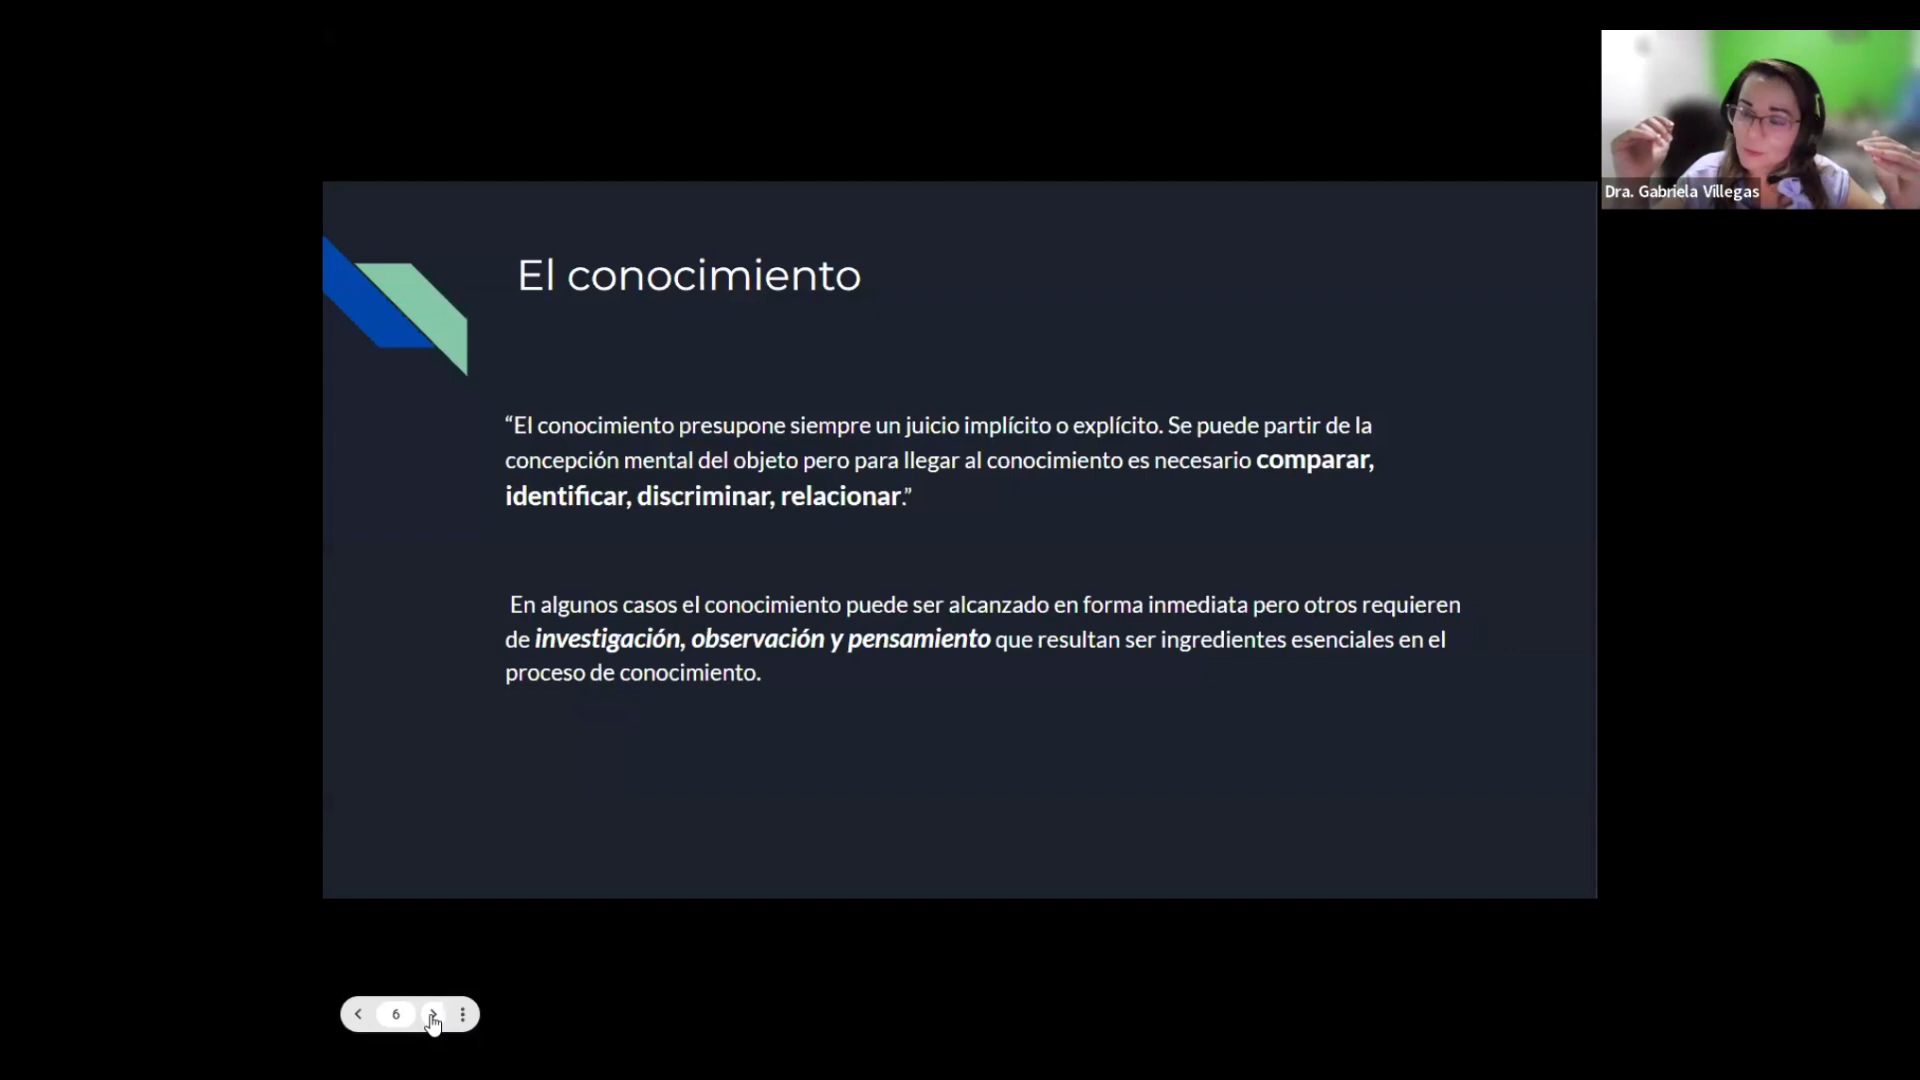 Dra. Gabriela Villegas
El conocimiento
“El conocimiento presupone siempre un juicio implícito o explícito. Se puede partir de la
concepción mental del objeto pero para llegar al conocimiento es necesario comparar,
identificar, discriminar, relacionar.”
En algunos casos el conocimiento puede ser alcanzado en forma inmediata pero otros requieren
de investigación, observación y pensamiento que resultan ser ingredientes esenciales en el
proceso de conocimiento.
6